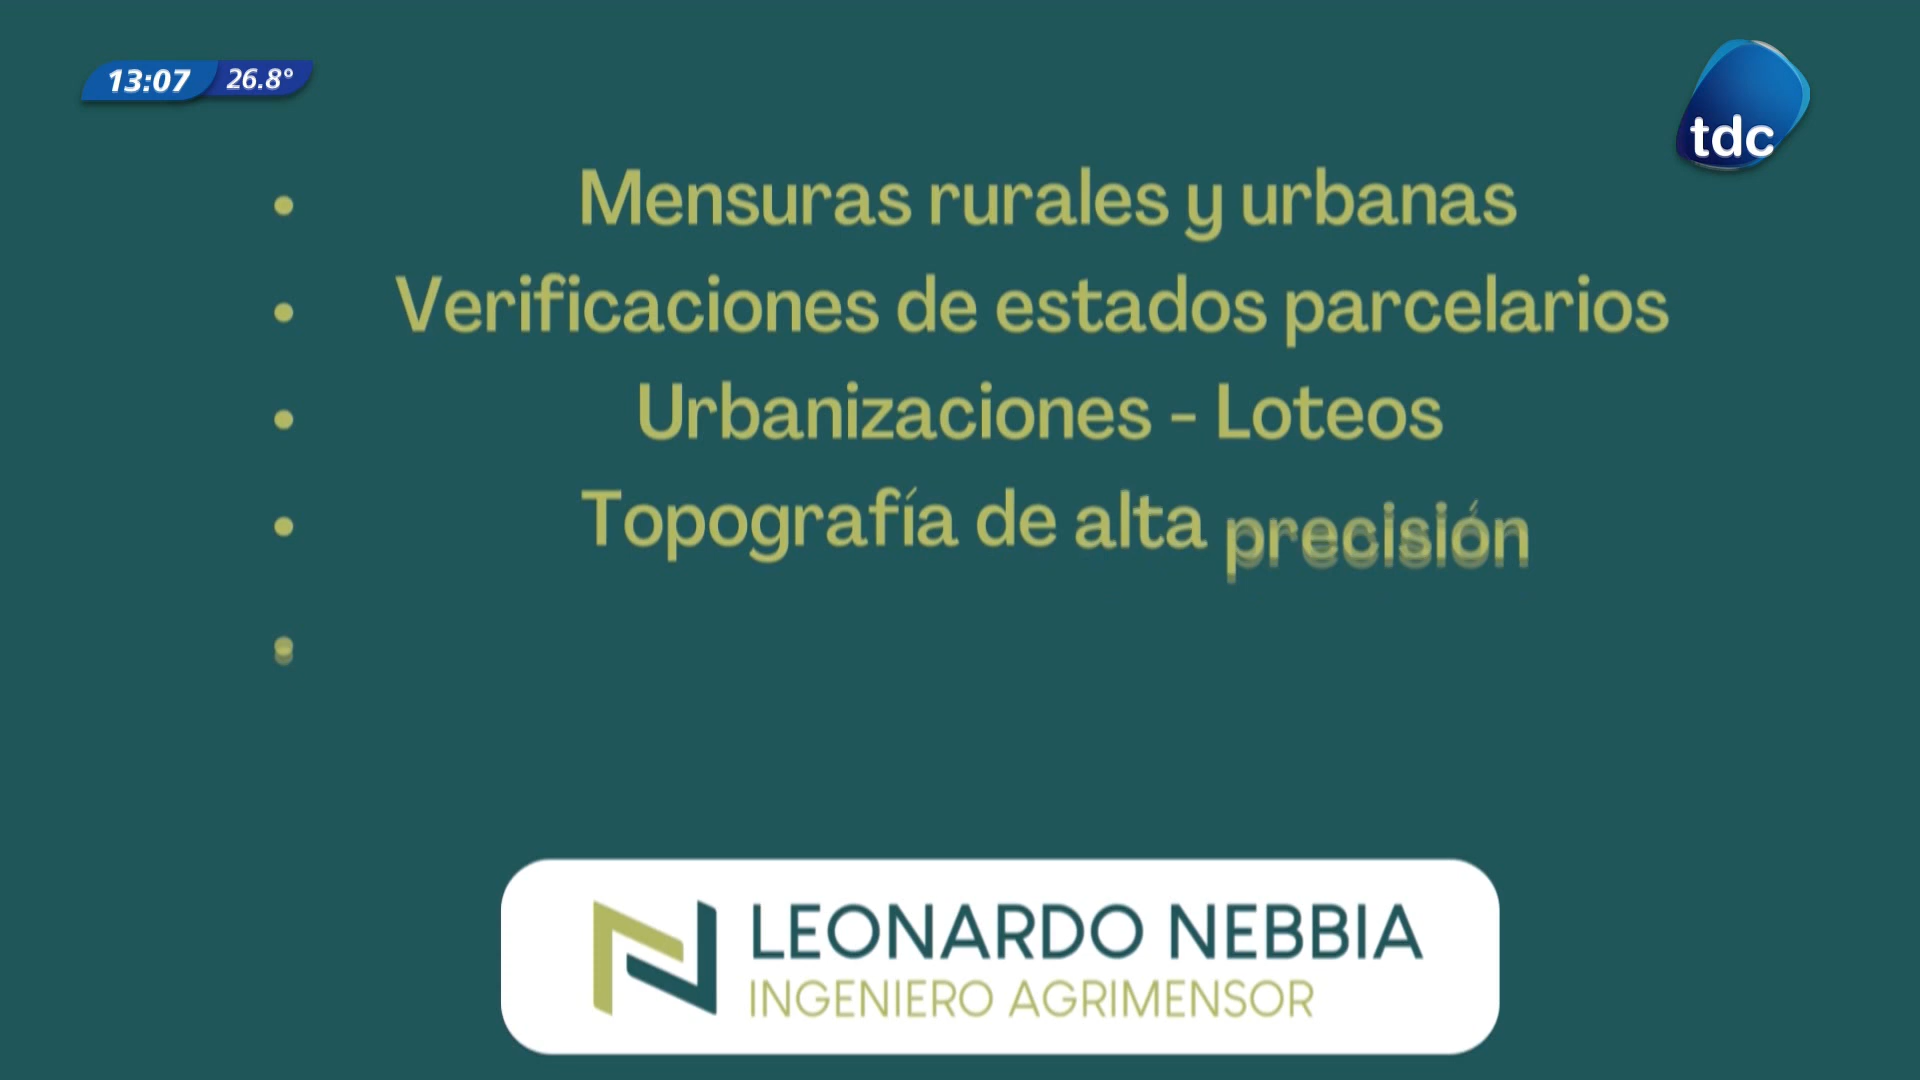 13:07 26.8°
tdc
• Mensuras rurales y urbanas
• Verificaciones de estados parcelarios
• Urbanizaciones - Loteos
• Topografía de alta precisión
•
LEONARDO NEBBIA
INGENIERO AGRIMENSOR